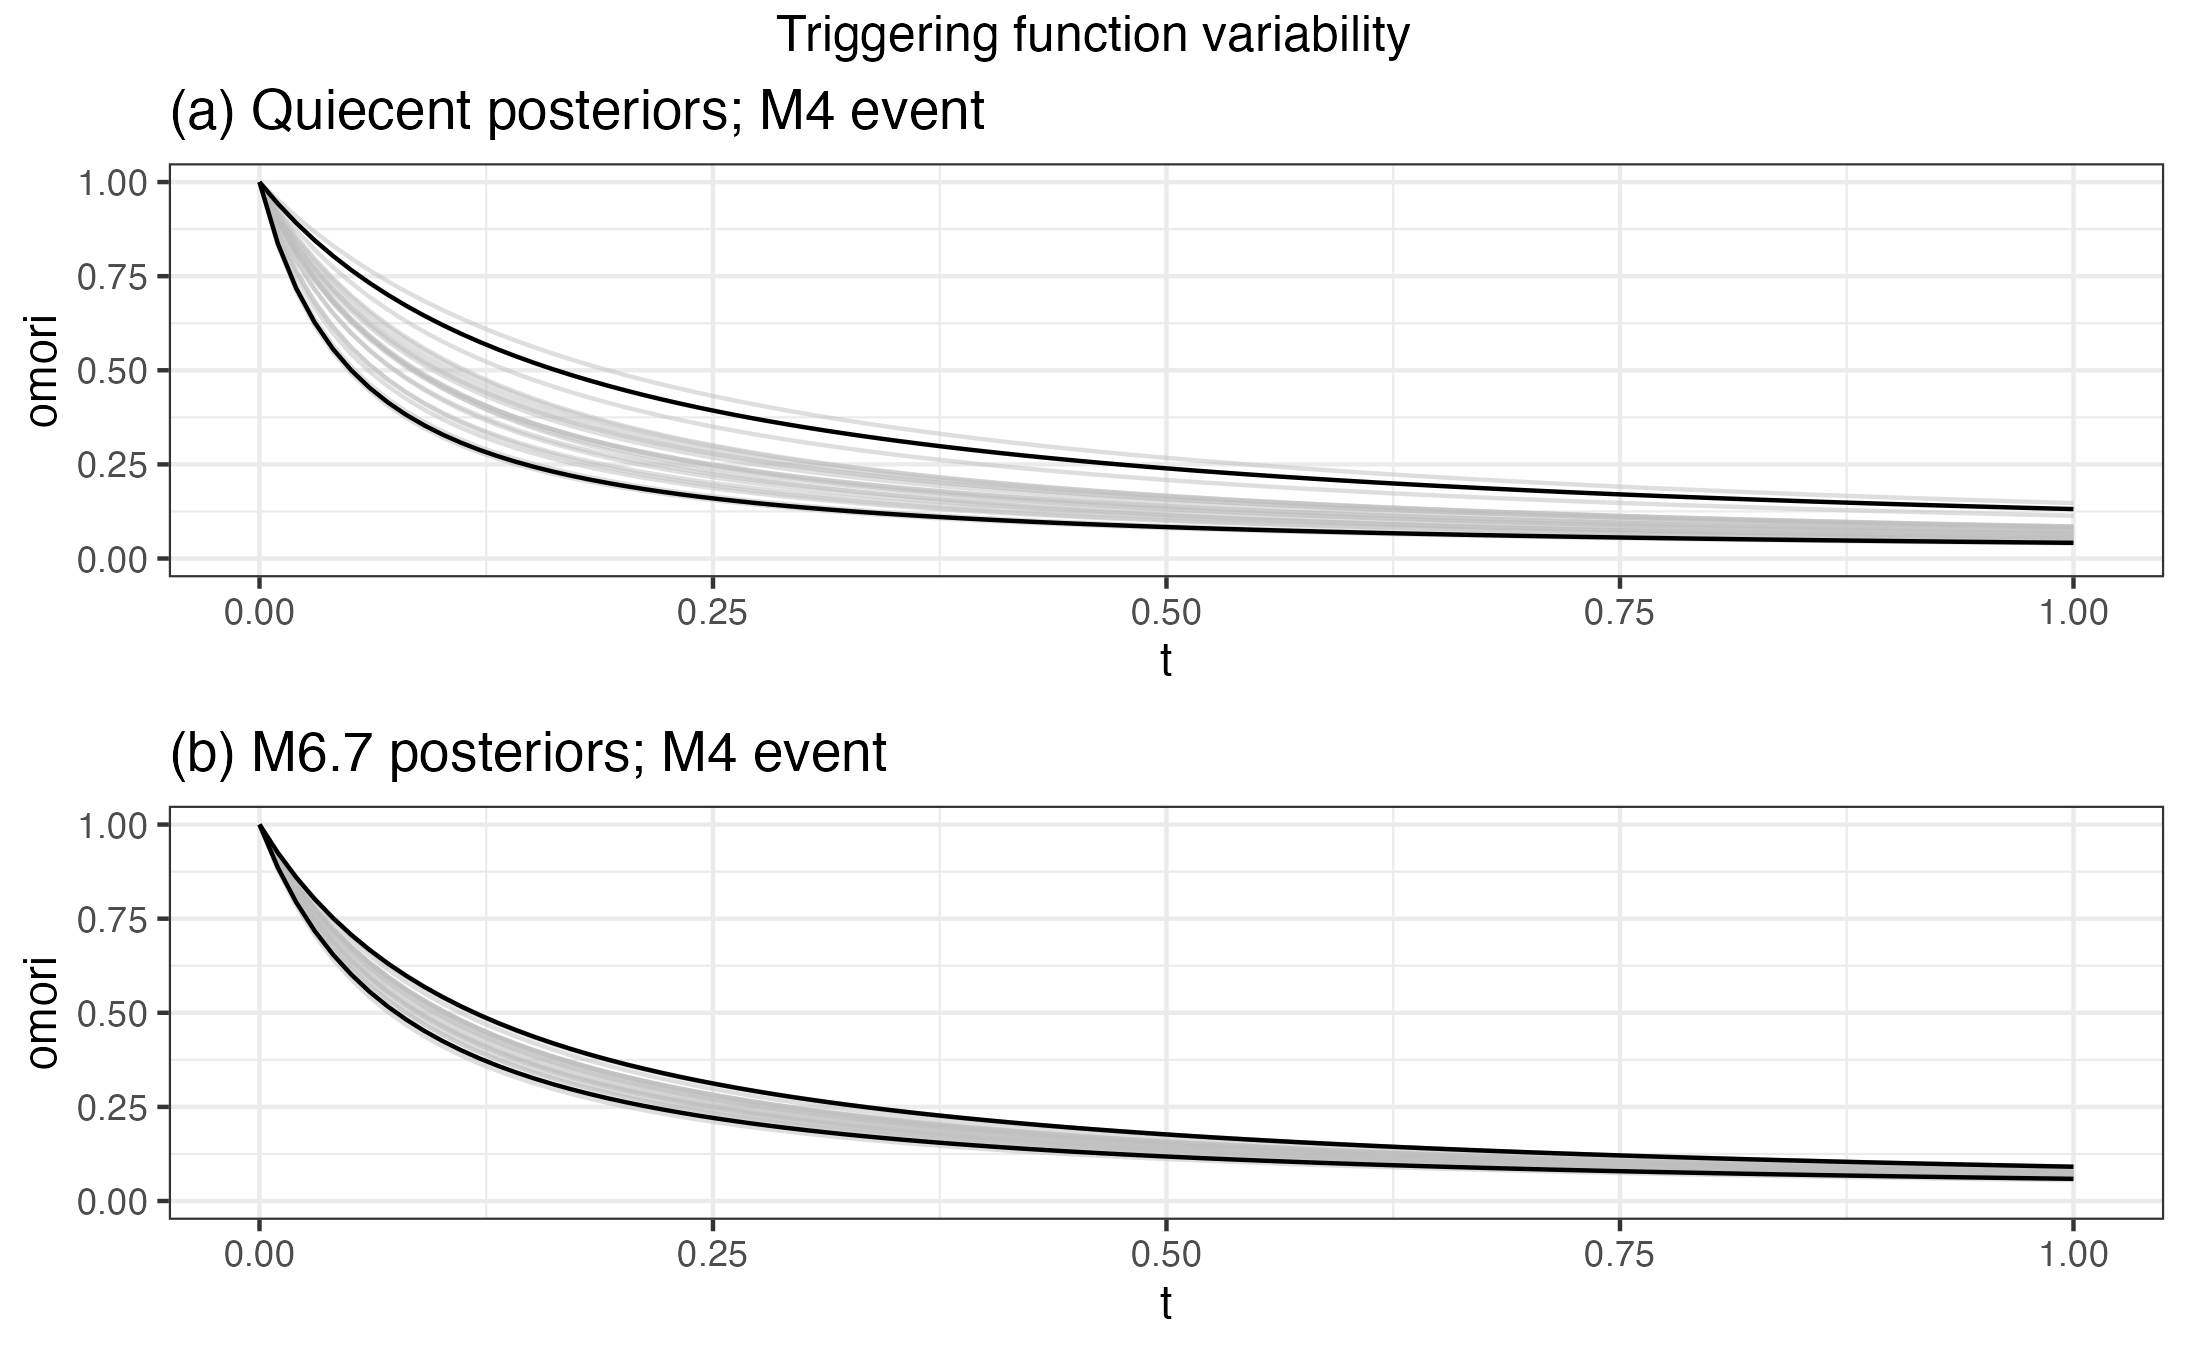 Triggering function variability
(a) Quiecent posteriors; M4 event
1.00
0.75
0.50
0.25
0.00
omori
0.00 0.25 0.50 0.75 1.00
t
(b) M6.7 posteriors; M4 event
1.00
0.75
0.50
0.25
0.00
omori
0.00 0.25 0.50 0.75 1.00
t